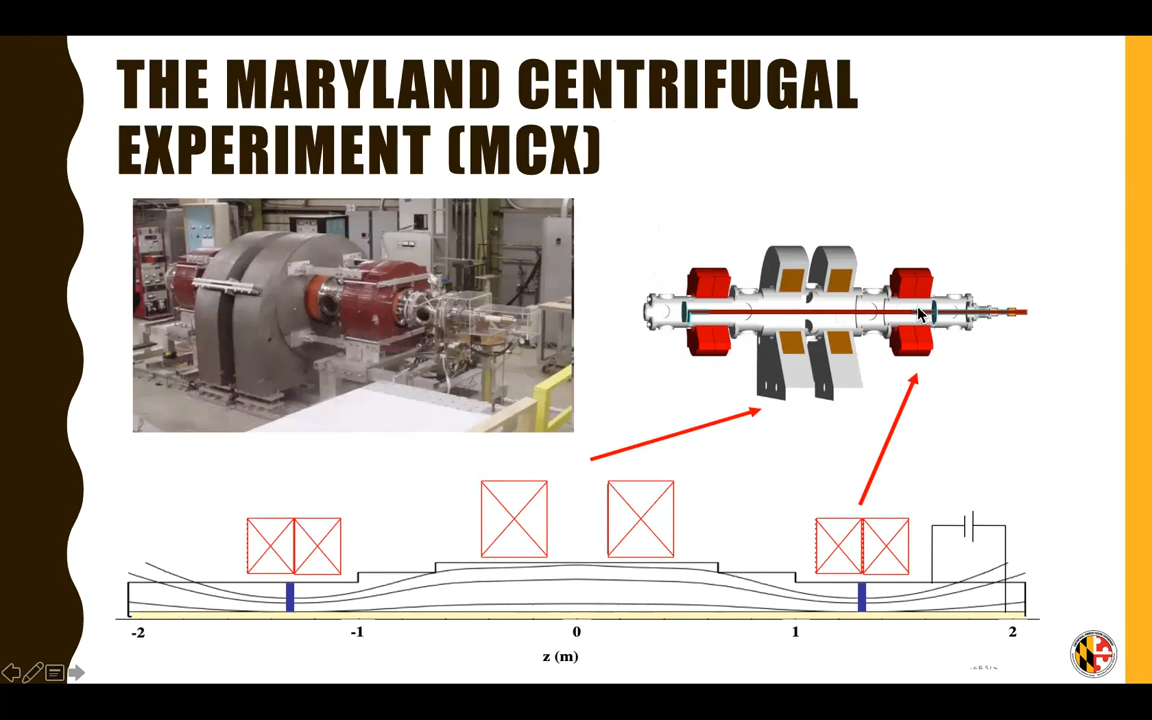 THE MARYLAND CENTRIFUGAL
EXPERIMENT (MCX)
-2
-1
0
1
2
z (m)